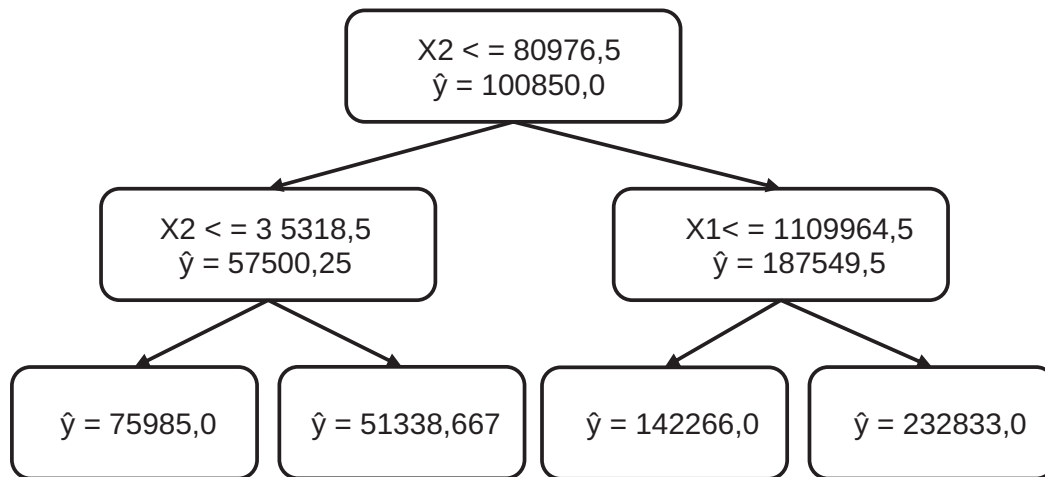 X2 < = 80976,5
ŷ = 100850,0
X2 < = 3 5318,5
ŷ = 57500,25
X1< = 1109964,5
ŷ = 187549,5
ŷ = 75985,0
ŷ = 51338,667
ŷ = 142266,0
ŷ = 232833,0